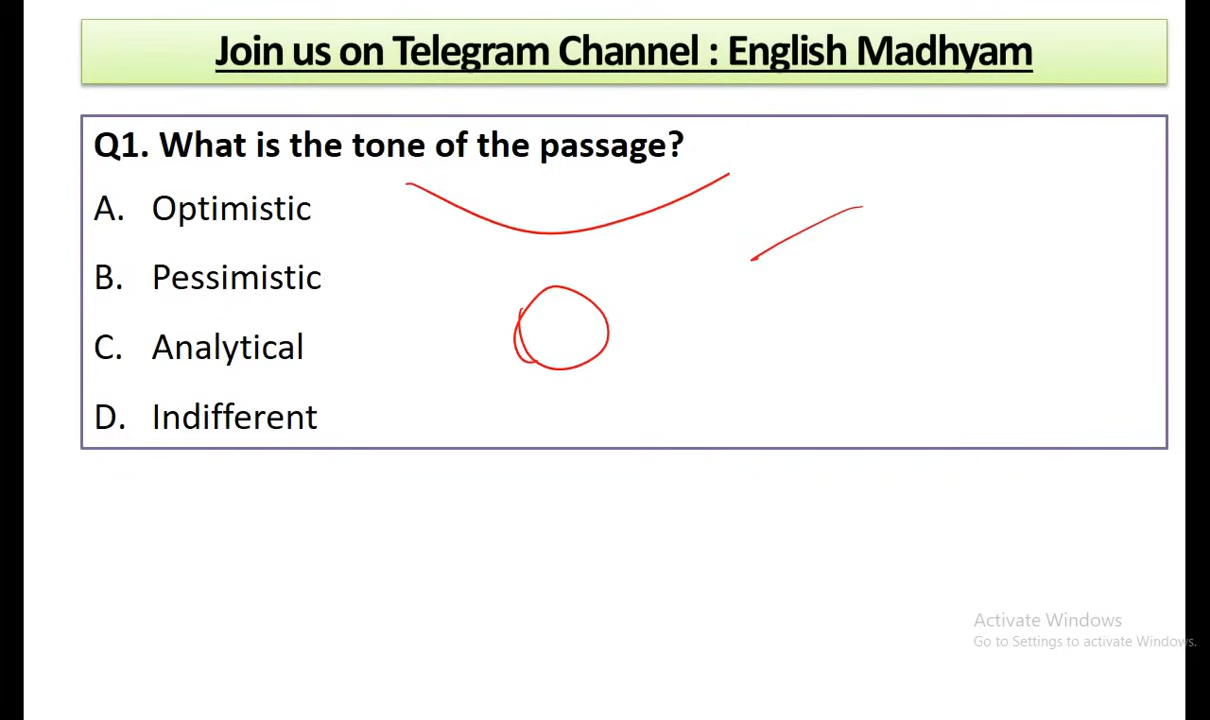 Join us on Telegram Channel : English Madhyam
Q1. What is the tone of the passage?
A. Optimistic
B. Pessimistic
C. Analytical
D. Indifferent
Activate Windows
Go to Settings to activate Windows.